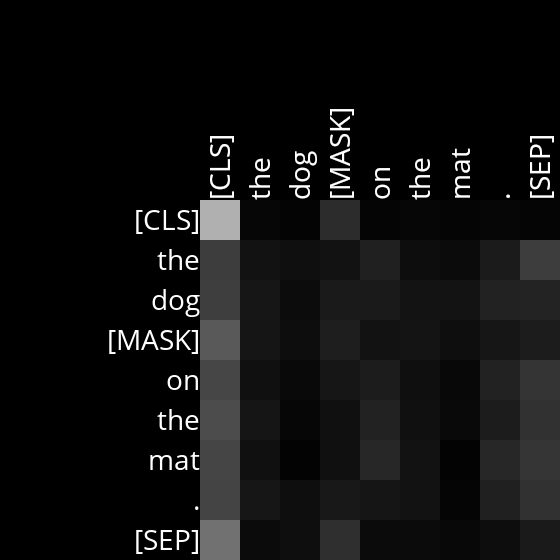 [CLS] the dog [MASK] on the mat . [SEP]
[CLS]
the
dog
[MASK]
on
the
mat
.
[SEP]